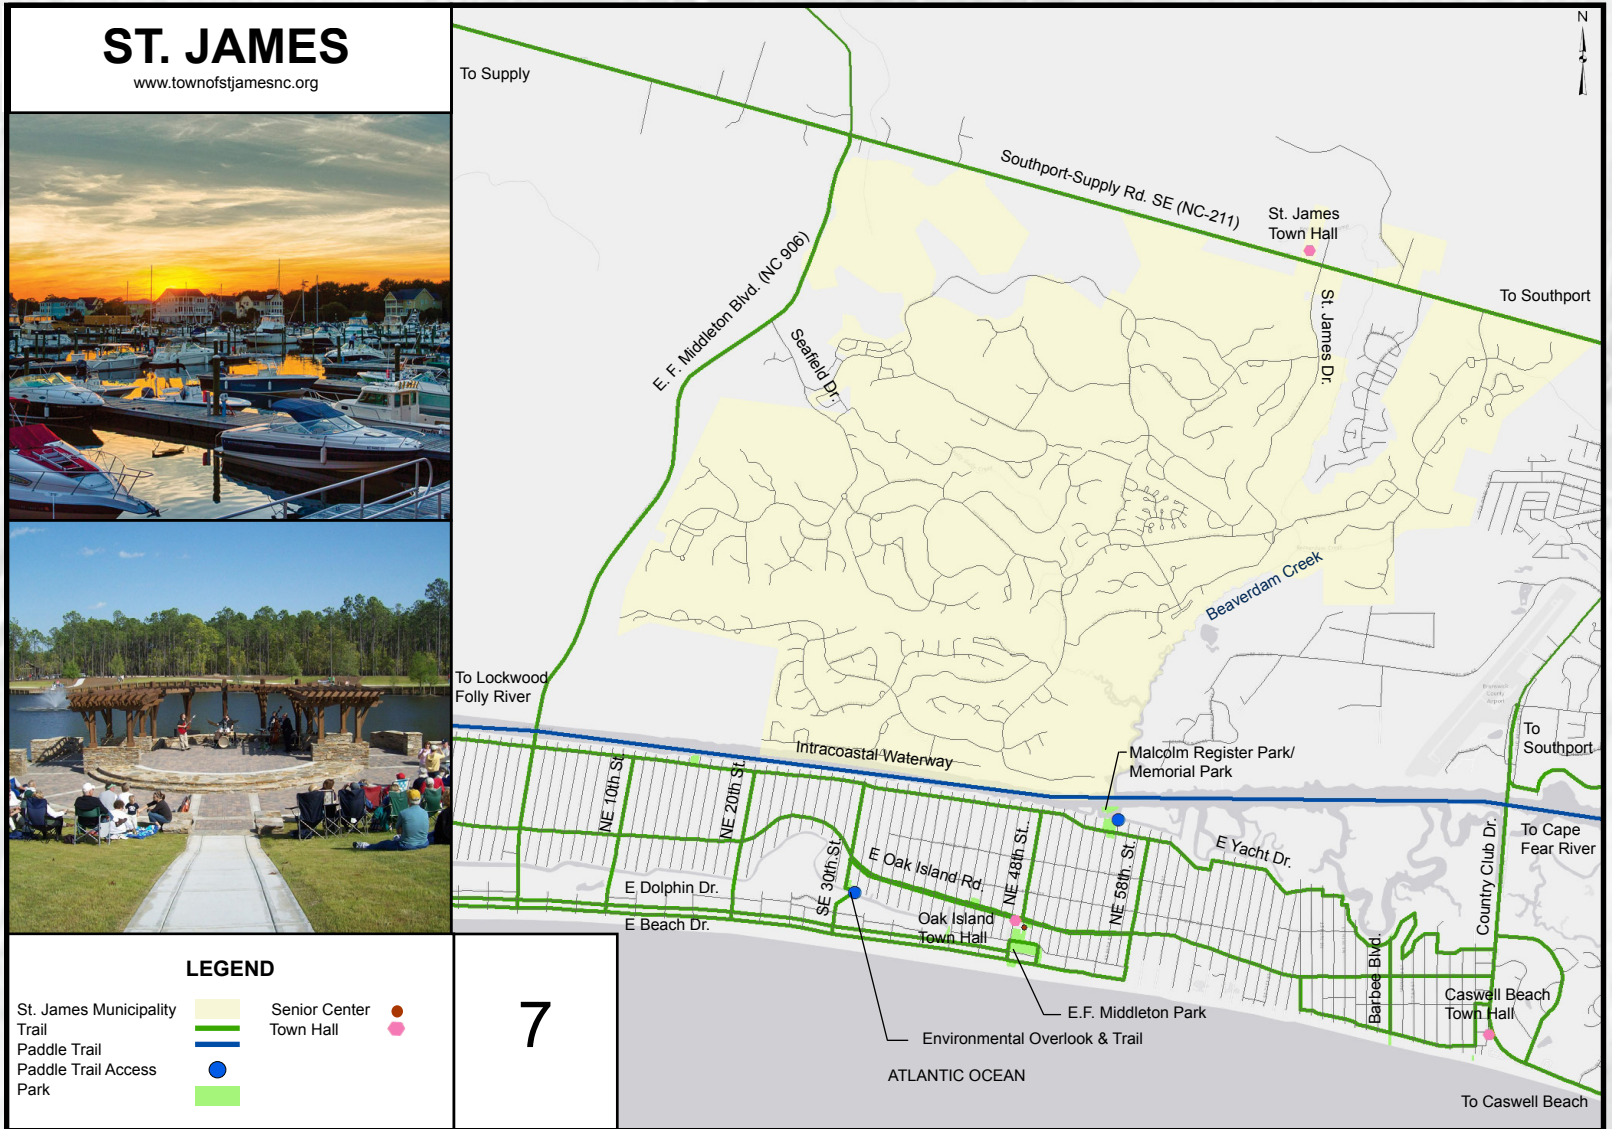 ST. JAMES
www.townofstjamesnc.org
N
To Supply
Southport-Supply Rd. SE (NC-211)
St. James
Town Hall
To Southport
E. F. Middleton Blvd. (NC 906)
Seafield Dr.
St. James Dr.
Beaverdam Creek
To Lockwood
Folly River
Intracoastal Waterway
Malcolm Register Park/
Memorial Park
To
Southport
NE 10th St.
NE 20th St.
SE 30th.St.
E Oak Island Rd.
NE 48th St..
NE 58th. St.
E Yacht Dr.
Country Club Dr.
To Cape
Fear River
E Dolphin Dr.
E Beach Dr.
Oak Island
Town Hall
Barbee Blvd.
Caswell Beach
Town Hall
E.F. Middleton Park
Environmental Overlook & Trail
ATLANTIC OCEAN
To Caswell Beach
LEGEND
St. James Municipality
Trail
Paddle Trail
Paddle Trail Access
Park
Senior Center
Town Hall
7